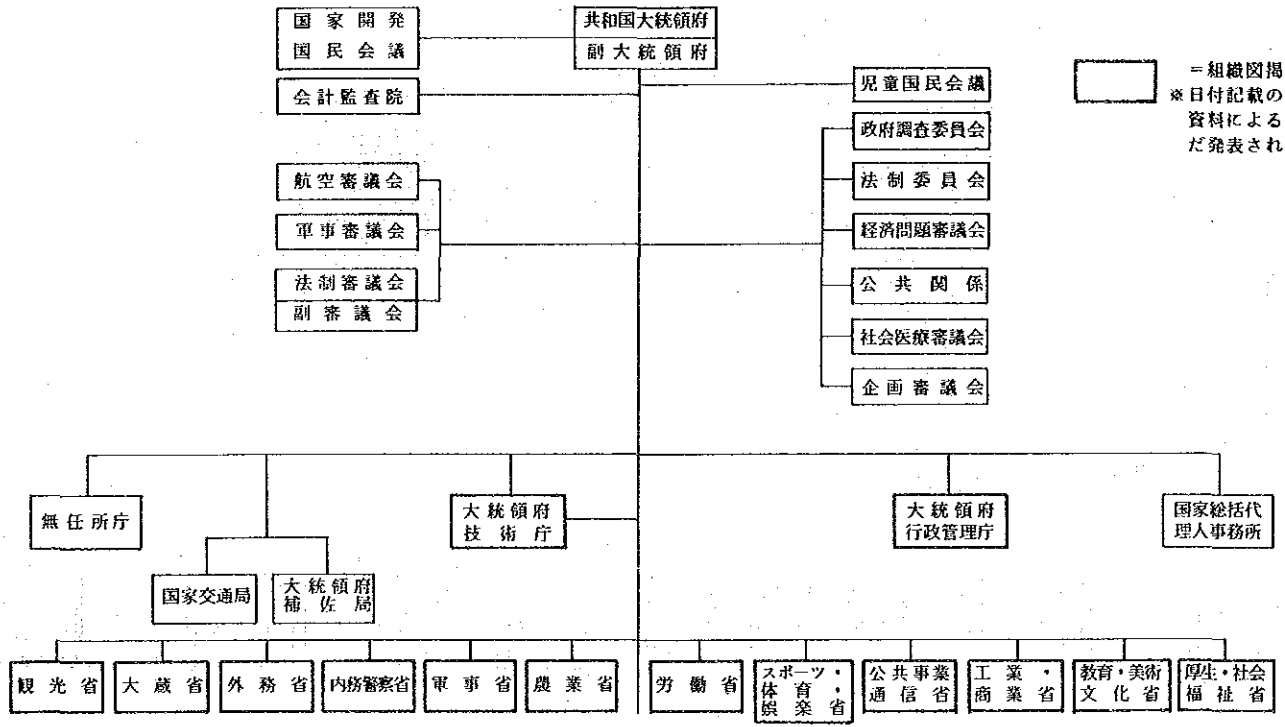 国家開発
国民会議
共和国大統領府
副大統領府
会計監査院
児童国民会議
=組織図掲
※日付記載の
資料による
だ発表され
政府調査委員会
航空審議会
法制委員会
軍事審議会
経済問題審議会
法制審議会
副審議会
公共関係
社会医療審議会
企画審議会
無任所庁
大統領府
技術庁
大統領府
行政管理庁
国家総括代
理人事務所
国家交通局
大統領府
補佐局
観光省
大蔵省
外務省
内務警察省
軍事省
農業省
労働省
スポーツ・
体育・
娯楽省
公共事業
通信省
工業・
商業省
教育・美術
文化省
厚生・社会
福祉省